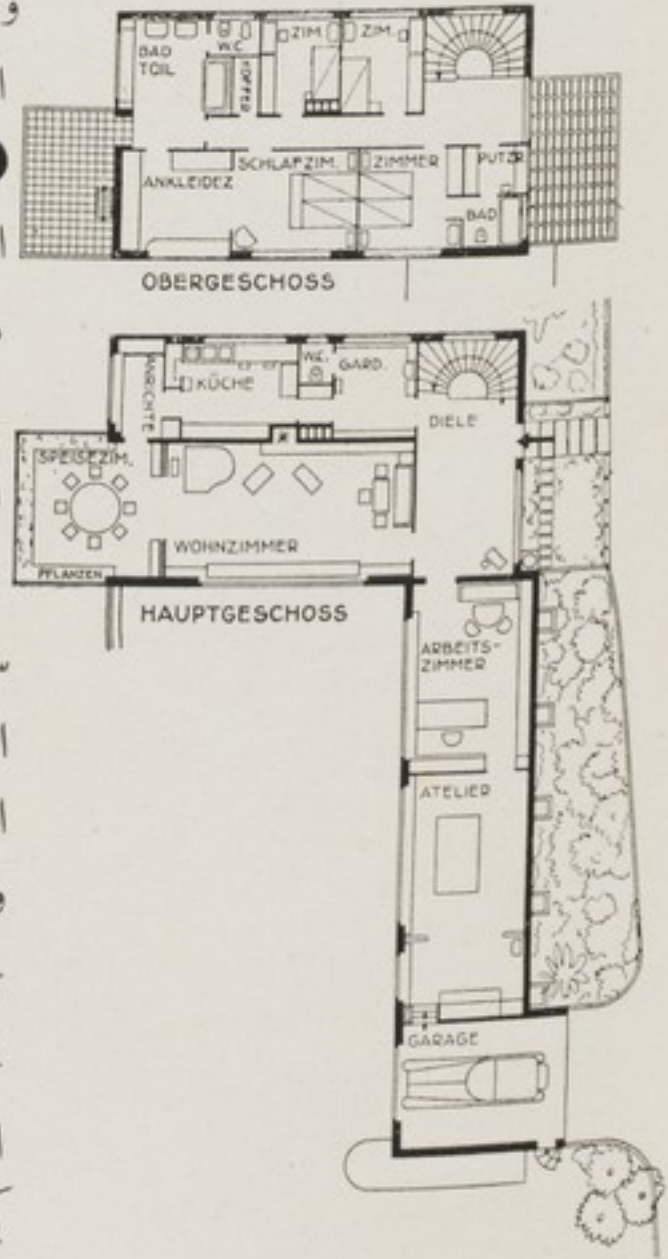 BAD
TOIL
W.C.
KOFFER
ZIM.
ZIM.
ANKLEIDEZ
SCHLAFZIM.
ZIMMER
PUTZR
BAD
OBERGESCHOSS
ANRICHTE
KÜCHE
W.C.
GARD.
DIELE
SPEISEZIM.
WOHNZIMMER
PFLANZEN
HAUPTGESCHOSS
ARBEITS-
ZIMMER
ATELIER
GARAGE